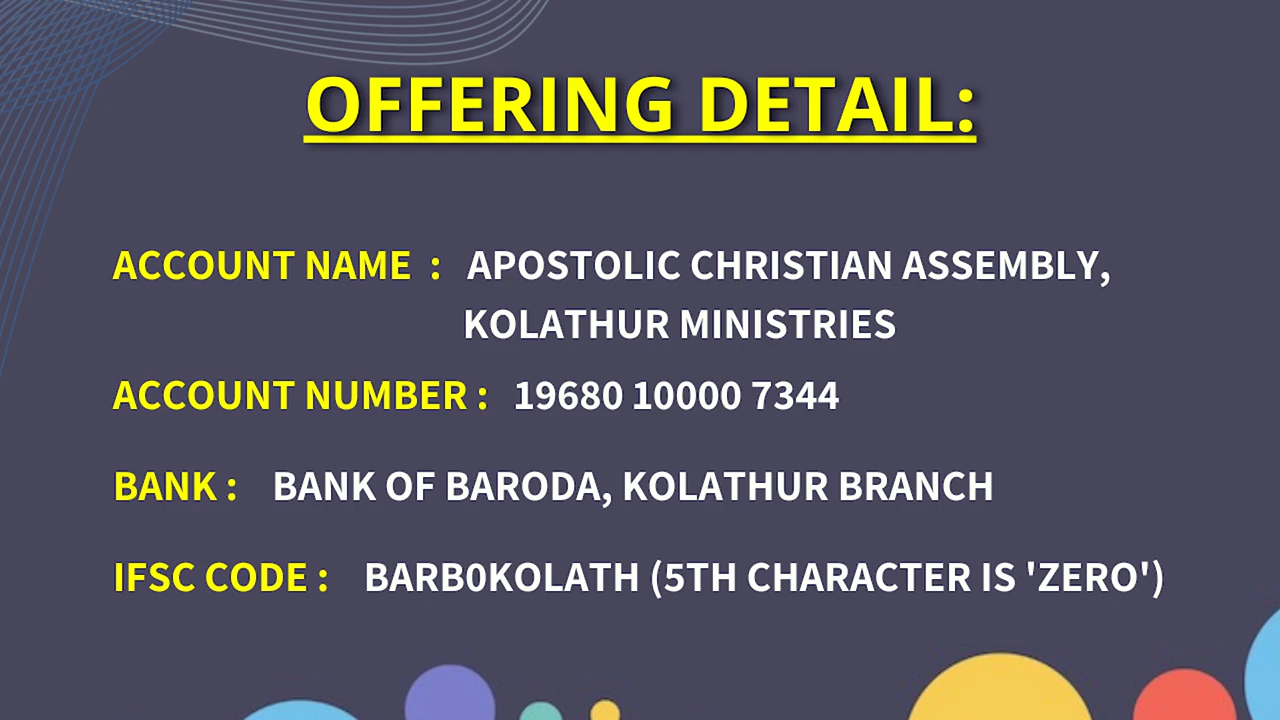 OFFERING DETAIL:
ACCOUNT NAME : APOSTOLIC CHRISTIAN ASSEMBLY,
KOLATHUR MINISTRIES
ACCOUNT NUMBER : 19680 10000 7344
BANK : BANK OF BARODA, KOLATHUR BRANCH
IFSC CODE : BARB0KOLATH (5TH CHARACTER IS 'ZERO')